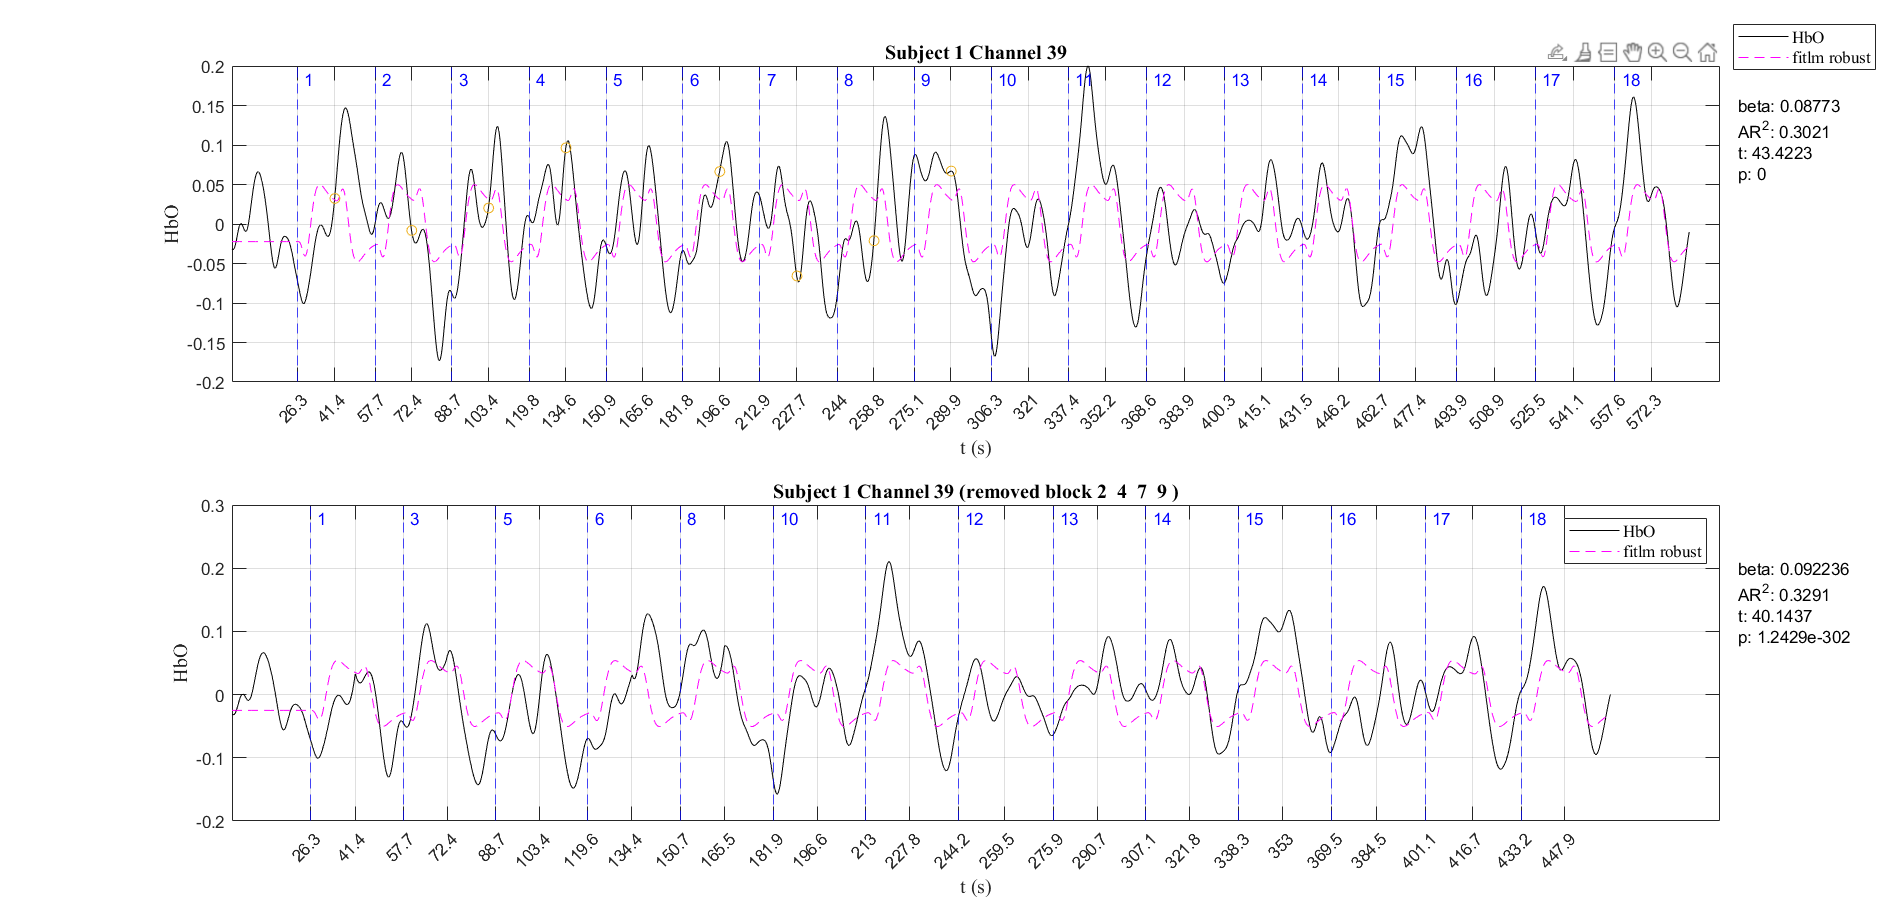 Subject 1 Channel 39
HbO
fitlm robust
1 2 3 4 5 6 7 8 9 10 11 12 13 14 15 16 17 18
beta: 0.08773
AR²: 0.3021
t: 43.4223
p: 0
0.2
0.15
0.1
0.05
0
-0.05
-0.1
-0.15
-0.2
HbO
26.3 41.4 57.7 72.4 88.7 103.4 119.8 134.6 150.9 165.6 181.8 196.6 212.9 227.7 244 258.8 275.1 289.9 306.3 321 337.4 352.2 368.6 383.9 400.3 415.1 431.5 446.2 462.7 477.4 493.9 508.9 525.5 541.1 557.6 572.3
t (s)
Subject 1 Channel 39 (removed block 2 4 7 9 )
1 3 5 6 8 10 11 12 13 14 15 16 17 18
HbO
fitlm robust
beta: 0.092236
AR²: 0.3291
t: 40.1437
p: 1.2429e-302
0.3
0.2
0.1
0
-0.1
-0.2
HbO
26.3 41.4 57.7 72.4 88.7 103.4 119.6 134.4 150.7 165.5 181.9 196.6 213 227.8 244.2 259.5 275.9 290.7 307.1 321.8 338.3 353 369.5 384.5 401.1 416.7 433.2 447.9
t (s)